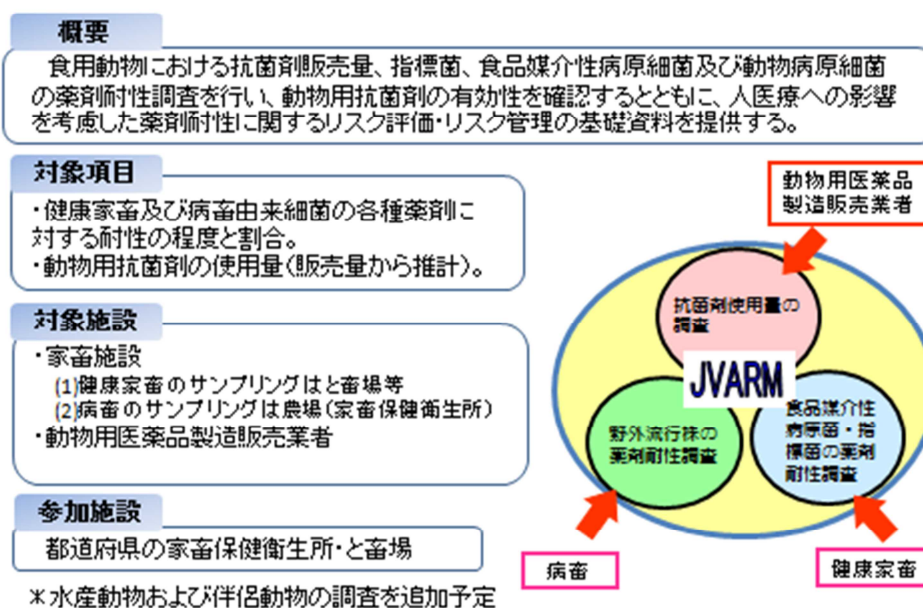 概要
食用動物における抗菌剤販売量、指標菌、食品媒介性病原細菌及び動物病原細菌
の薬剤耐性調査を行い、動物用抗菌剤の有効性を確認するとともに、人医療への影響
を考慮した薬剤耐性に関するリスク評価・リスク管理の基礎資料を提供する。
対象項目
・健康家畜及び病畜由来細菌の各種薬剤に
対する耐性の程度と割合。
・動物用抗菌剤の使用量(販売量から推計)。
対象施設
・家畜施設
(1)健康家畜のサンプリングはと畜場等
(2)病畜のサンプリングは農場(家畜保健衛生所)
・動物用医薬品製造販売業者
参加施設
都道府県の家畜保健衛生所・と畜場
*水産動物および伴侶動物の調査を追加予定
動物用医薬品
製造販売業者
抗菌剤使用量の
調査
JVARM
野外流行株の
薬剤耐性調査
食品媒介性
病原菌・指
標菌の薬剤
耐性調査
病畜
健康家畜